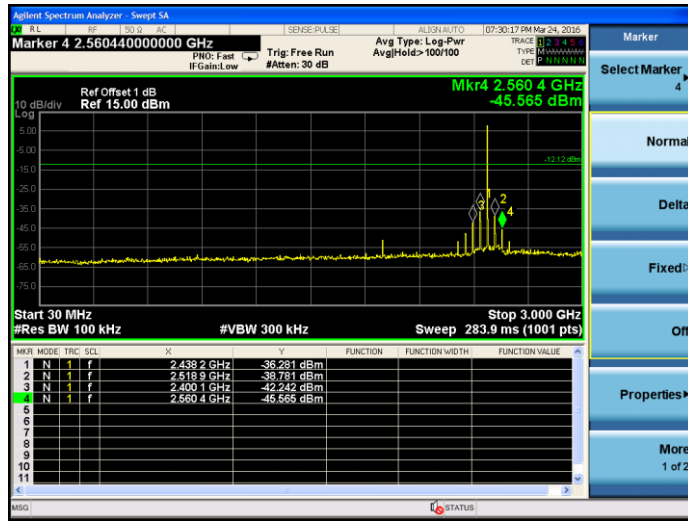 Agilent Spectrum Analyzer - Swept SA
RL RF 50 Ω AC SENSE:PULSE ALIGN AUTO 07:30:17 PM Mar 24, 2016
Marker 4 2.560440000000 GHz
PNO: Fast
IFGain:Low
Trig: Free Run
#Atten: 30 dB
Avg Type: Log-Pwr
Avg|Hold>100/100
TRACE 1 2 3 4 5 6
TYPE M
DET P N N N N N
Ref Offset 1 dB
10 dB/div Ref 15.00 dBm
Log
Mkr4 2.560 4 GHz
-45.565 dBm
5.00
-5.00
-12.12 dBm
-15.0
-25.0
-35.0
-45.0
-55.0
-65.0
-75.0
2
3
4
Start 30 MHz Stop 3.000 GHz
#Res BW 100 kHz #VBW 300 kHz Sweep 283.9 ms (1001 pts)
MKR MODE TRC SCL X Y FUNCTION FUNCTION WIDTH FUNCTION VALUE
1 N 1 f 2.438 2 GHz -36.281 dBm
2 N 1 f 2.518 9 GHz -38.781 dBm
3 N 1 f 2.400 1 GHz -42.242 dBm
4 N 1 f 2.560 4 GHz -45.565 dBm
5
6
7
8
9
10
11
MSG STATUS
Marker
Select Marker
4
Normal
Delta
Fixed
Off
Properties
More
1 of 2